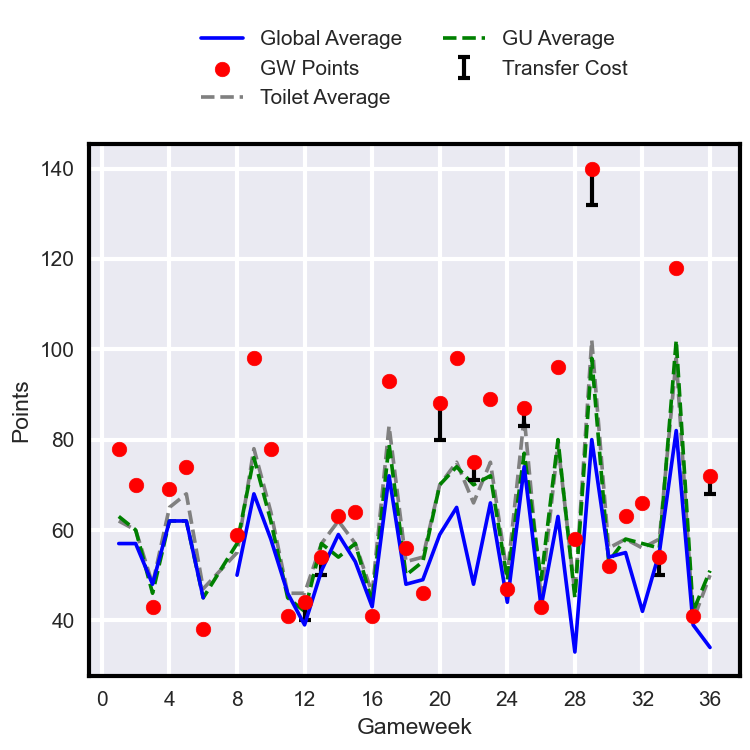 Global Average
GU Average
GW Points
Transfer Cost
Toilet Average
140
120
100
80
60
40
Points
0 4 8 12 16 20 24 28 32 36
Gameweek